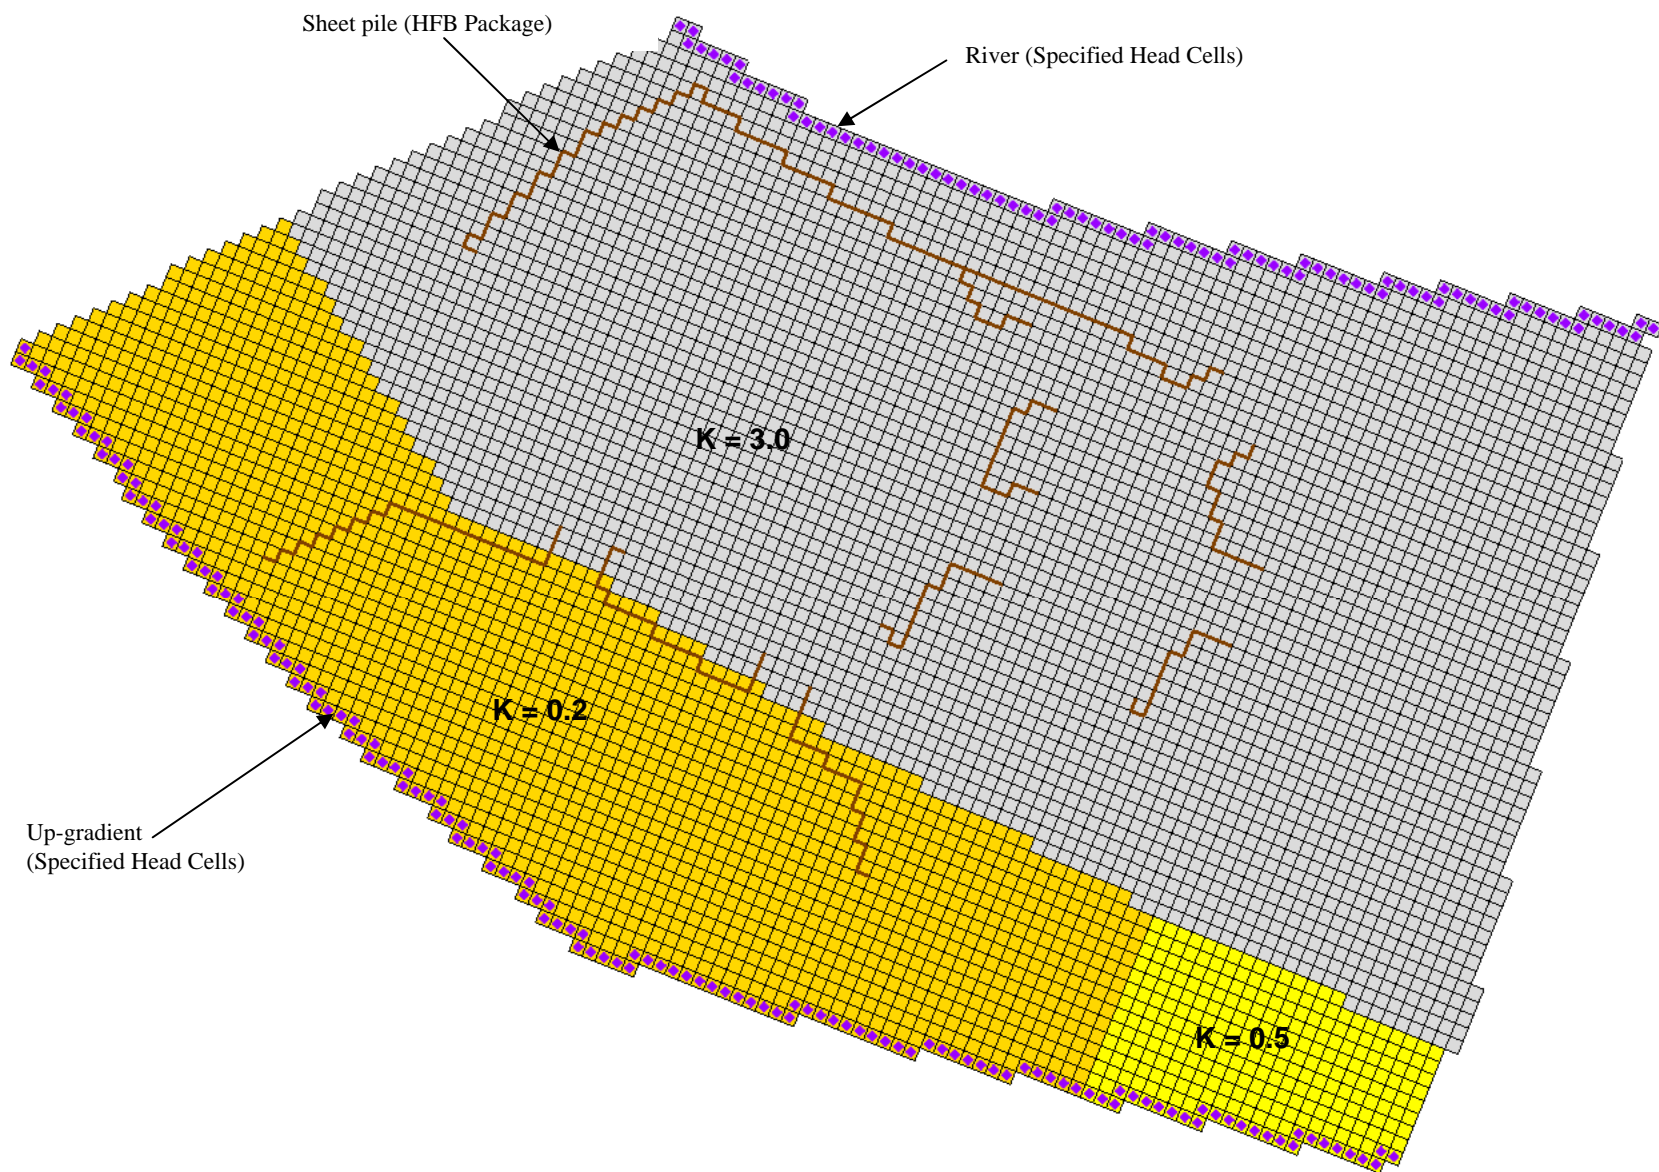 Sheet pile (HFB Package)
River (Specified Head Cells)
K = 3.0
K = 0.2
Up-gradient
(Specified Head Cells)
K = 0.5